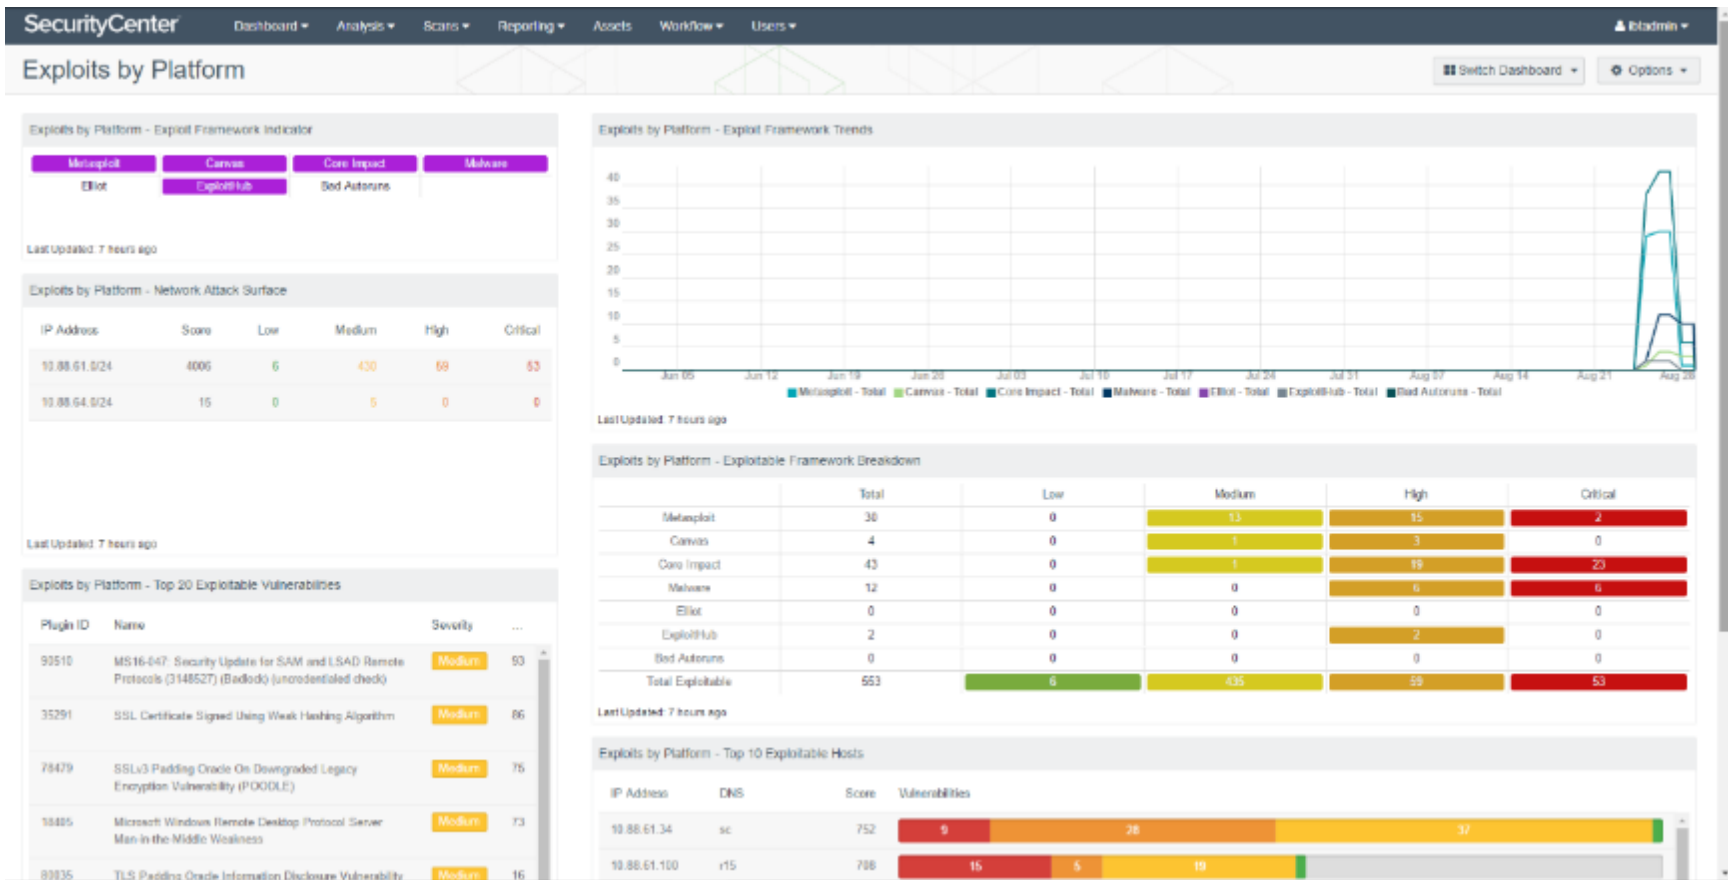 SecurityCenter Dashboard Analysis Scans Reporting Assets Workflow Users lbtadmin
Exploits by Platform
Switch Dashboard Options
Exploits by Platform - Exploit Framework Indicator
Metasploit Canvas Core Impact Malware
Elliot ExploitHub Bad Autoruns
Last Updated: 7 hours ago
Exploits by Platform - Network Attack Surface
IP Address Score Low Medium High Critical
10.88.61.0/24 4006 6 430 59 53
10.88.64.0/24 15 0 5 0 0
Last Updated: 7 hours ago
Exploits by Platform - Top 20 Exploitable Vulnerabilities
Plugin ID Name Severity ...
90510 MS16-047: Security Update for SAM and LSAD Remote Medium 93
Protocols (3148527) (Badlock) (uncredentialed check)
35291 SSL Certificate Signed Using Weak Hashing Algorithm Medium 86
78479 SSLv3 Padding Oracle On Downgraded Legacy Medium 76
Encryption Vulnerability (POODLE)
18405 Microsoft Windows Remote Desktop Protocol Server Medium 73
Man-in-the-Middle Weakness
80035 TLS Padding Oracle Information Disclosure Vulnerability Medium 16
Exploits by Platform - Exploit Framework Trends
40
35
30
25
20
15
10
5
0
Jun 05 Jun 12 Jun 19 Jun 26 Jul 03 Jul 10 Jul 17 Jul 24 Jul 31 Aug 07 Aug 14 Aug 21 Aug 28
Metasploit - Total Canvas - Total Core Impact - Total Malware - Total Elliot - Total ExploitHub - Total Bad Autoruns - Total
Last Updated: 7 hours ago
Exploits by Platform - Exploitable Framework Breakdown
Total Low Medium High Critical
Metasploit 30 0 13 15 2
Canvas 4 0 1 3 0
Core Impact 43 0 1 19 23
Malware 12 0 0 6 6
Elliot 0 0 0 0 0
ExploitHub 2 0 0 2 0
Bad Autoruns 0 0 0 0 0
Total Exploitable 553 6 435 59 53
Last Updated: 7 hours ago
Exploits by Platform - Top 10 Exploitable Hosts
IP Address DNS Score Vulnerabilities
10.88.61.34 sc 752 9 28 37
10.88.61.100 r15 708 15 5 19